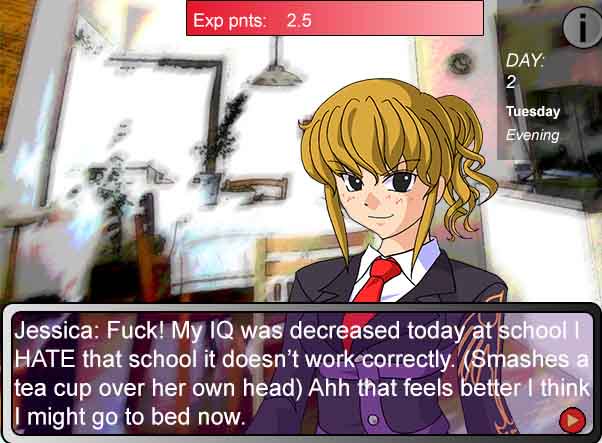 Exp pnts: 2.5
i
DAY:
2
Tuesday
Evening
Jessica: Fuck! My IQ was decreased today at school I
HATE that school it doesn't work correctly. (Smashes a
tea cup over her own head) Ahh that feels better I think
I might go to bed now.